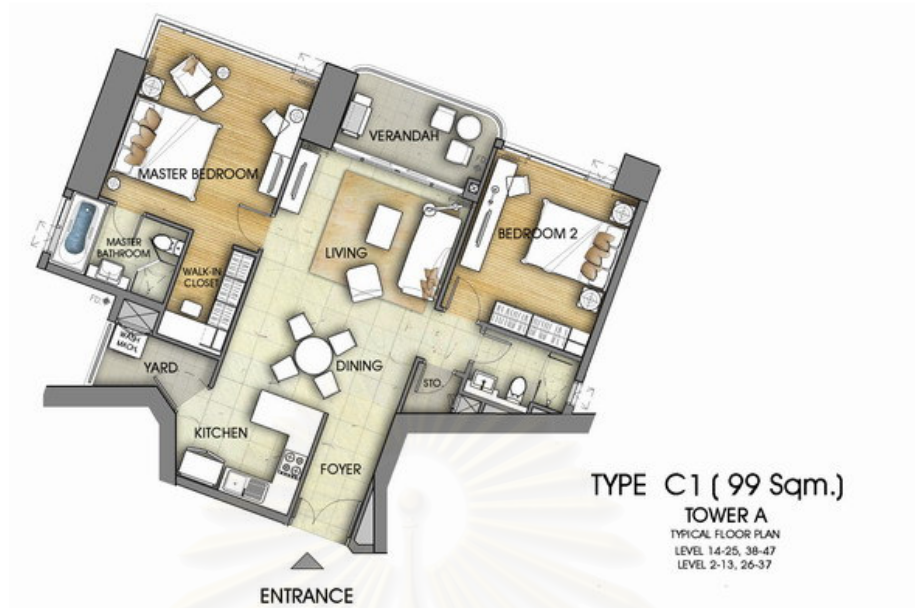 VERANDAH
MASTER BEDROOM
BEDROOM 2
MASTER
BATHROOM
LIVING
WALK-IN
CLOSET
F.D.
F.D.
WASH
MACH.
YARD
DINING
STO.
KITCHEN
FOYER
ENTRANCE
TYPE C1 ( 99 Sqm.)
TOWER A
TYPICAL FLOOR PLAN
LEVEL 14-25, 38-47
LEVEL 2-13, 26-37